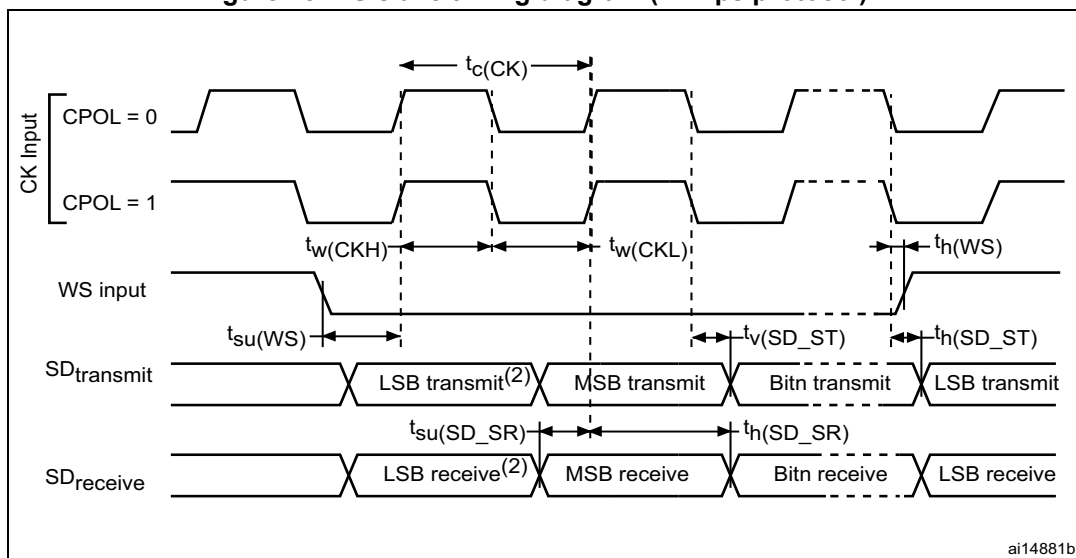 tc(CK)
CPOL = 0
CK Input
CPOL = 1
tw(CKH)
tw(CKL)
th(WS)
WS input
tsu(WS)
tv(SD_ST)
th(SD_ST)
SDtransmit
LSB transmit(2)
MSB transmit
Bitn transmit
LSB transmit
tsu(SD_SR)
th(SD_SR)
SDreceive
LSB receive(2)
MSB receive
Bitn receive
LSB receive
ai14881b